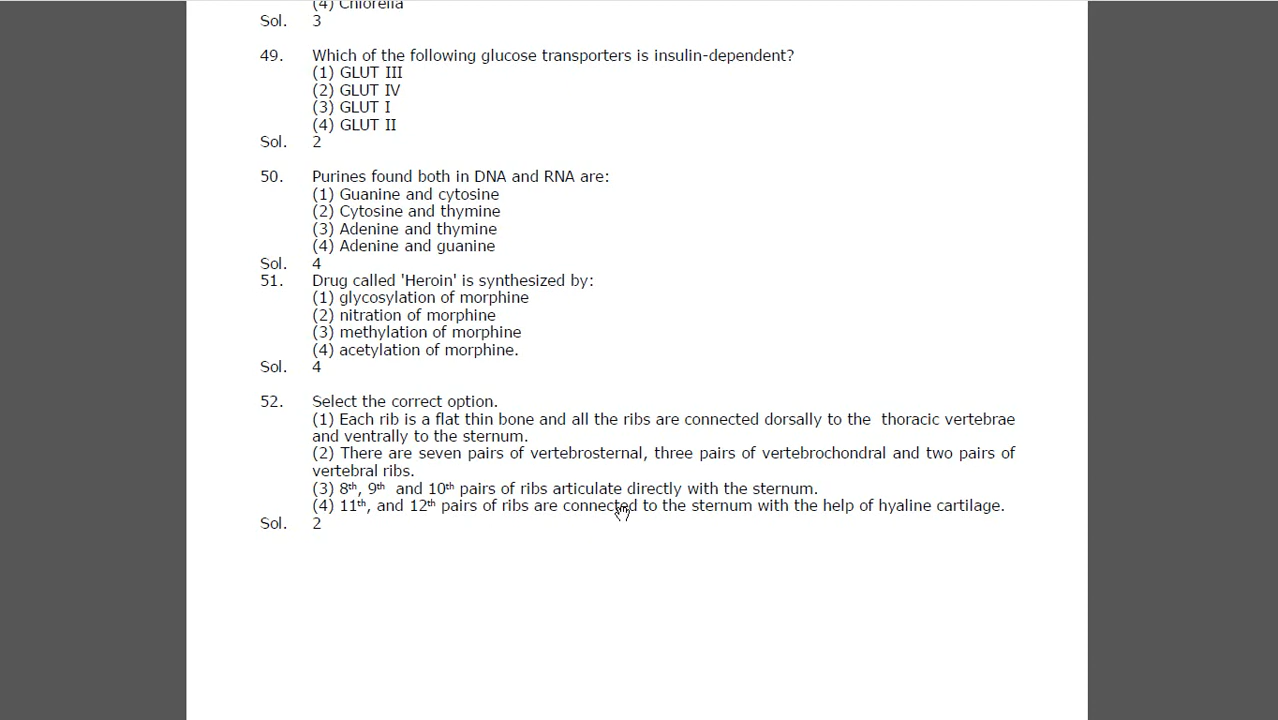 (4) Chlorella
Sol. 3
49. Which of the following glucose transporters is insulin-dependent?
(1) GLUT III
(2) GLUT IV
(3) GLUT I
(4) GLUT II
Sol. 2
50. Purines found both in DNA and RNA are:
(1) Guanine and cytosine
(2) Cytosine and thymine
(3) Adenine and thymine
(4) Adenine and guanine
Sol. 4
51. Drug called 'Heroin' is synthesized by:
(1) glycosylation of morphine
(2) nitration of morphine
(3) methylation of morphine
(4) acetylation of morphine.
Sol. 4
52. Select the correct option.
(1) Each rib is a flat thin bone and all the ribs are connected dorsally to the thoracic vertebrae
and ventrally to the sternum.
(2) There are seven pairs of vertebrosternal, three pairs of vertebrochondral and two pairs of
vertebral ribs.
(3) 8th, 9th and 10th pairs of ribs articulate directly with the sternum.
(4) 11th, and 12th pairs of ribs are connected to the sternum with the help of hyaline cartilage.
Sol. 2